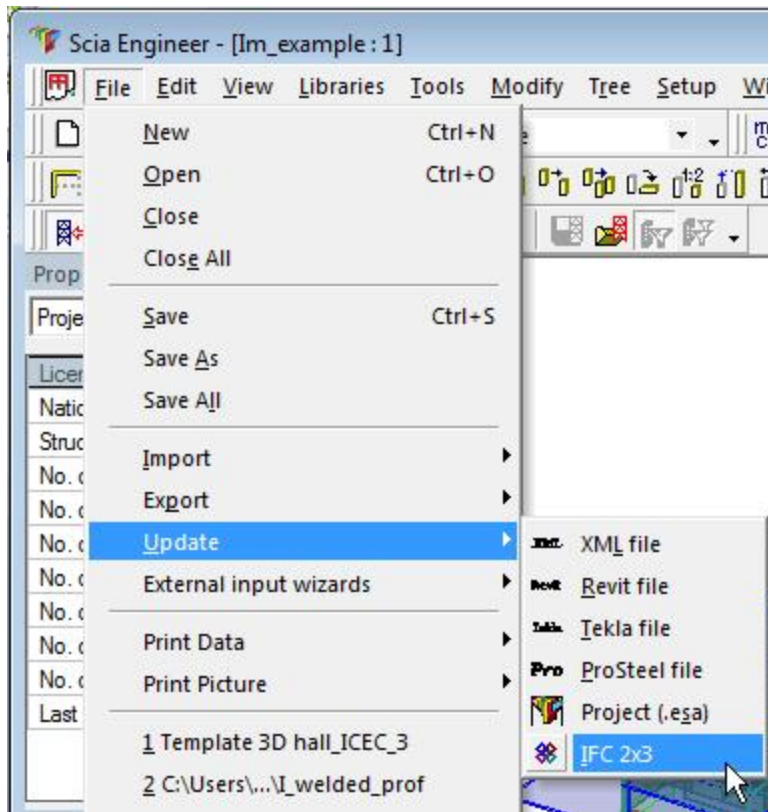 Scia Engineer - [Im_example : 1]
File Edit View Libraries Tools Modify Tree Setup
New Ctrl+N
Open Ctrl+O
Close
Close All
Prop
Save Ctrl+S
Proje
Save As
Licen
Save All
Natio
Struc
Import
No. o
Export
No. o
Update
XML file
No. o
External input wizards
Revit file
No. o
Tekla file
No. o
Print Data
No. o
Pro ProSteel file
Print Picture
No. o
Project (.esa)
Last
1 Template 3D hall_ICEC_3
IFC 2x3
2 C:\Users\...\I_welded_prof